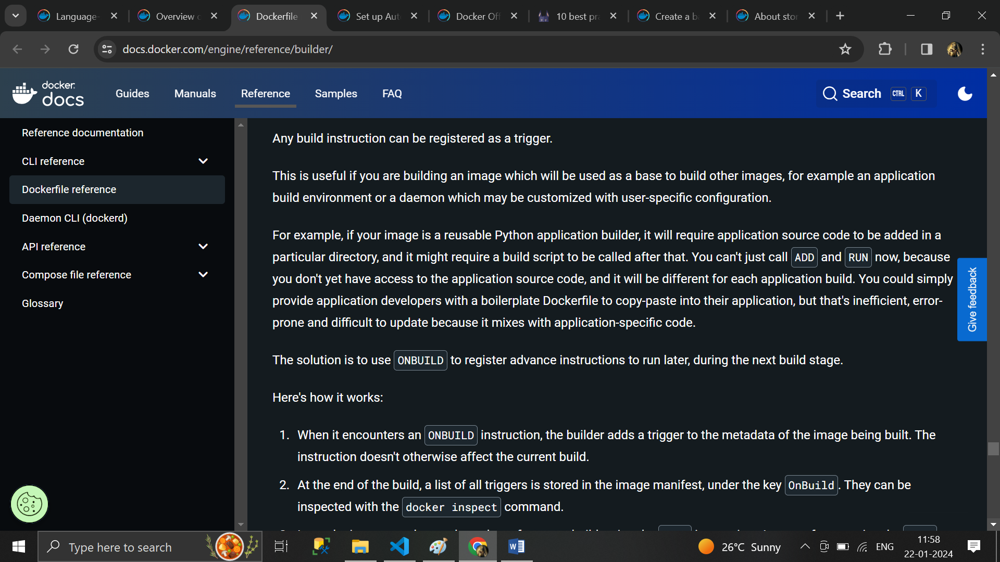 Language-
Overview
Dockerfile
Set up Aut
Docker Off
10 best pra
Create a ba
About stor
docs.docker.com/engine/reference/builder/
docker
docs
Guides
Manuals
Reference
Samples
FAQ
Search
CTRL
K
Reference documentation
CLI reference
Dockerfile reference
Daemon CLI (dockerd)
API reference
Compose file reference
Glossary
Any build instruction can be registered as a trigger.
This is useful if you are building an image which will be used as a base to build other images, for example an application
build environment or a daemon which may be customized with user-specific configuration.
For example, if your image is a reusable Python application builder, it will require application source code to be added in a
particular directory, and it might require a build script to be called after that. You can't just call ADD and RUN now, because
you don't yet have access to the application source code, and it will be different for each application build. You could simply
provide application developers with a boilerplate Dockerfile to copy-paste into their application, but that's inefficient, error-
prone and difficult to update because it mixes with application-specific code.
The solution is to use ONBUILD to register advance instructions to run later, during the next build stage.
Here's how it works:
1. When it encounters an ONBUILD instruction, the builder adds a trigger to the metadata of the image being built. The
instruction doesn't otherwise affect the current build.
2. At the end of the build, a list of all triggers is stored in the image manifest, under the key OnBuild. They can be
inspected with the docker inspect command.
Give feedback
Type here to search
26°C Sunny
ENG
11:58
22-01-2024